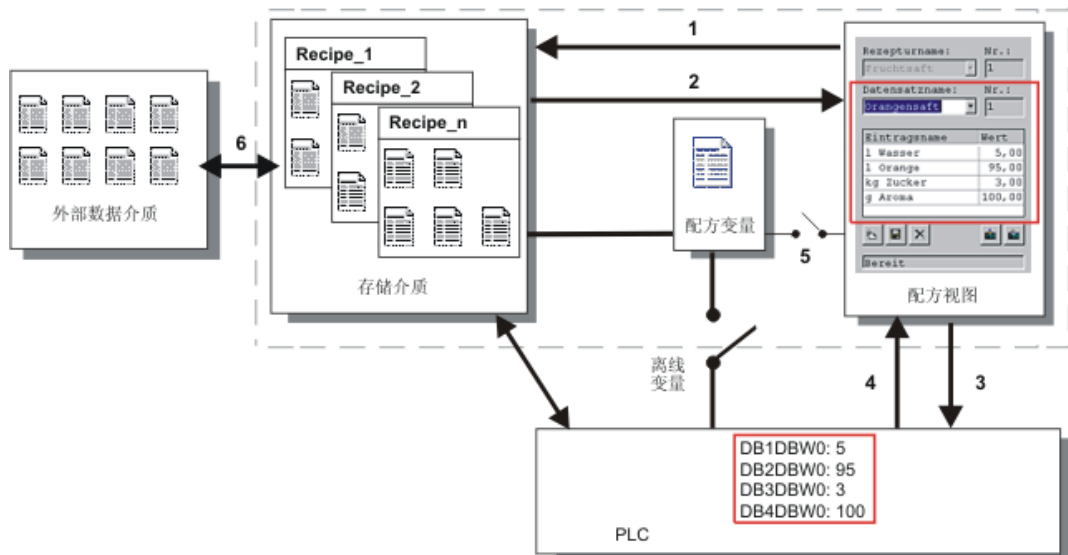 1
Recipe_1
Recipe_2
Recipe_n
2
6
外部数据介质
存储介质
配方变量
5
Rezepturname: Nr.:
Fruchtsaft 1
Datensatzname: Nr.:
Orangensaft 1
Eintragsname Wert
l Wasser 5,00
l Orange 95,00
kg Zucker 3,00
g Aroma 100,00
Bereit
配方视图
离线
变量
4
3
DB1DBW0: 5
DB2DBW0: 95
DB3DBW0: 3
DB4DBW0: 100
PLC